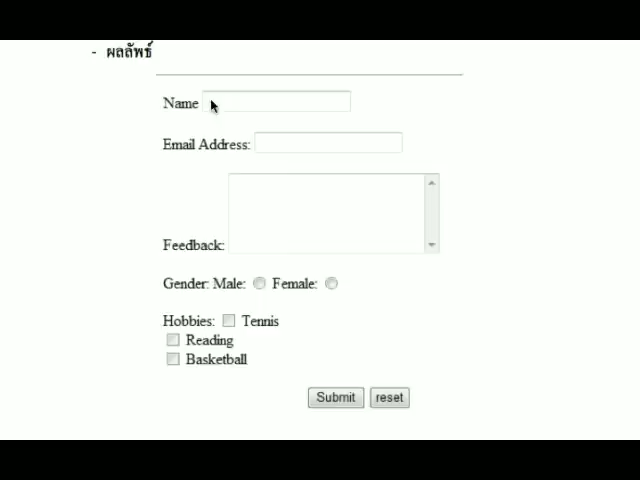 - ผลลัพธ์
Name
Email Address:
Feedback:
Gender: Male: Female:
Hobbies: Tennis
Reading
Basketball
Submit reset